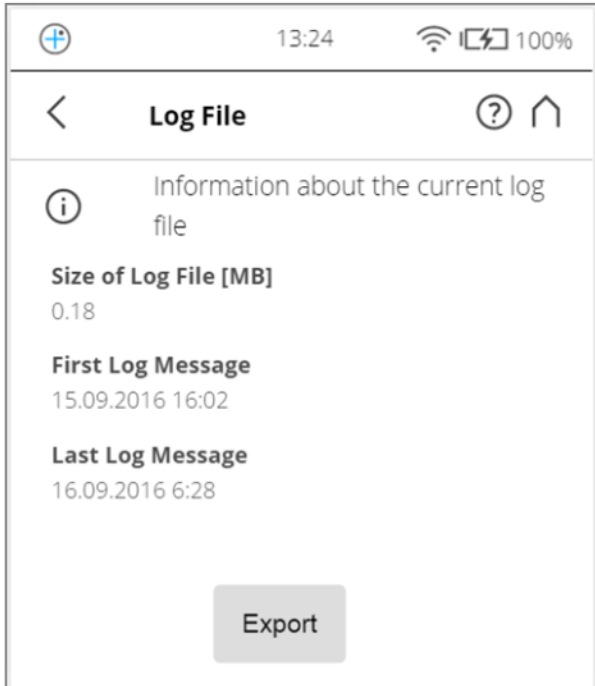 13:24 100%
Log File
Information about the current log
file
Size of Log File [MB]
0.18
First Log Message
15.09.2016 16:02
Last Log Message
16.09.2016 6:28
Export